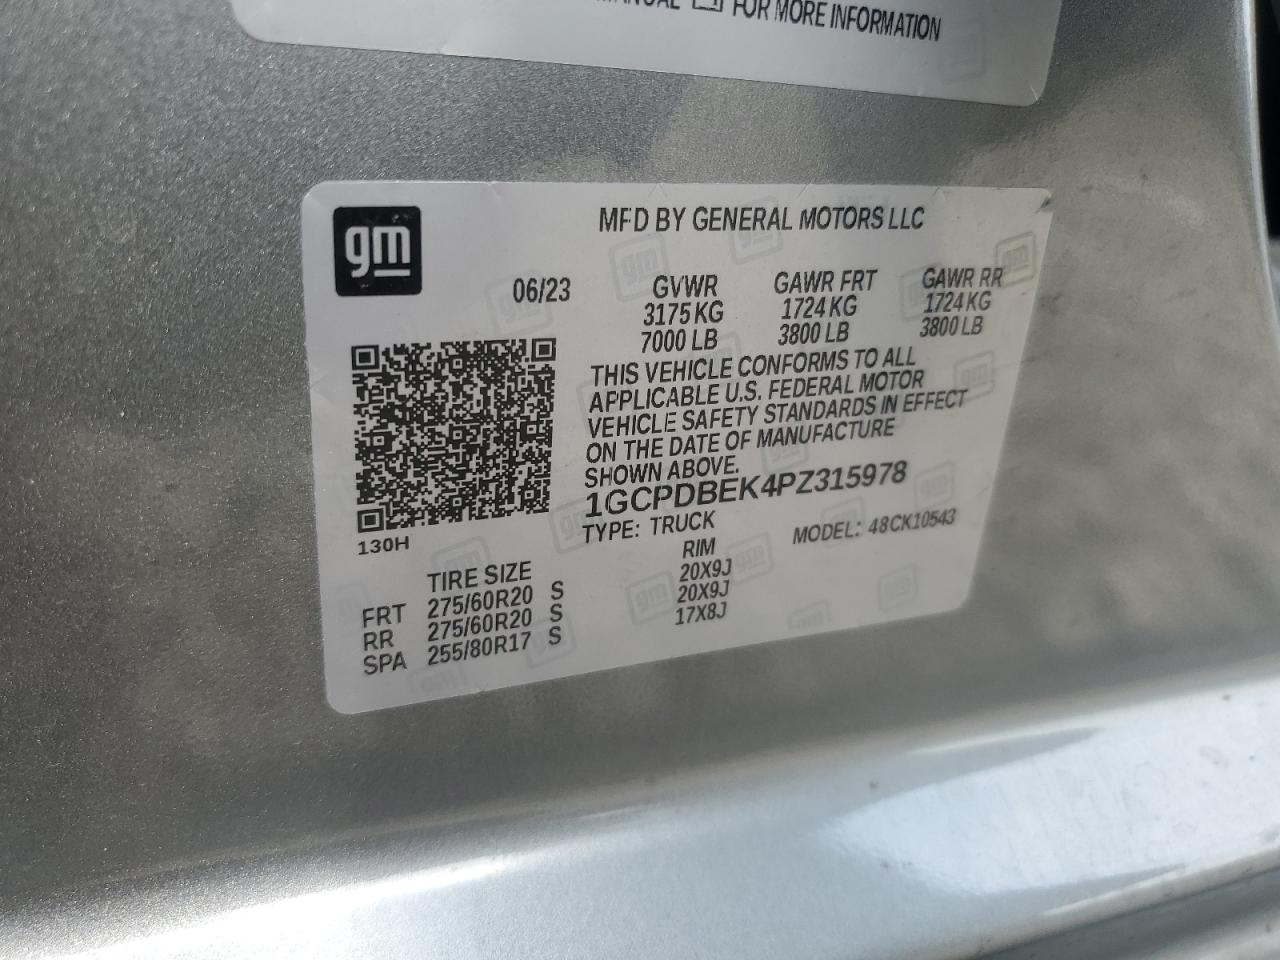 MANUAL FOR MORE INFORMATION
gm
MFD BY GENERAL MOTORS LLC
06/23 GVWR GAWR FRT GAWR RR
3175 KG 1724 KG 1724 KG
7000 LB 3800 LB 3800 LB
THIS VEHICLE CONFORMS TO ALL
APPLICABLE U.S. FEDERAL MOTOR
VEHICLE SAFETY STANDARDS IN EFFECT
ON THE DATE OF MANUFACTURE
SHOWN ABOVE.
1GCPDBEK4PZ315978
TYPE: TRUCK MODEL: 48CK10543
130H
TIRE SIZE RIM
FRT 275/60R20 S 20X9J
RR 275/60R20 S 20X9J
SPA 255/80R17 S 17X8J